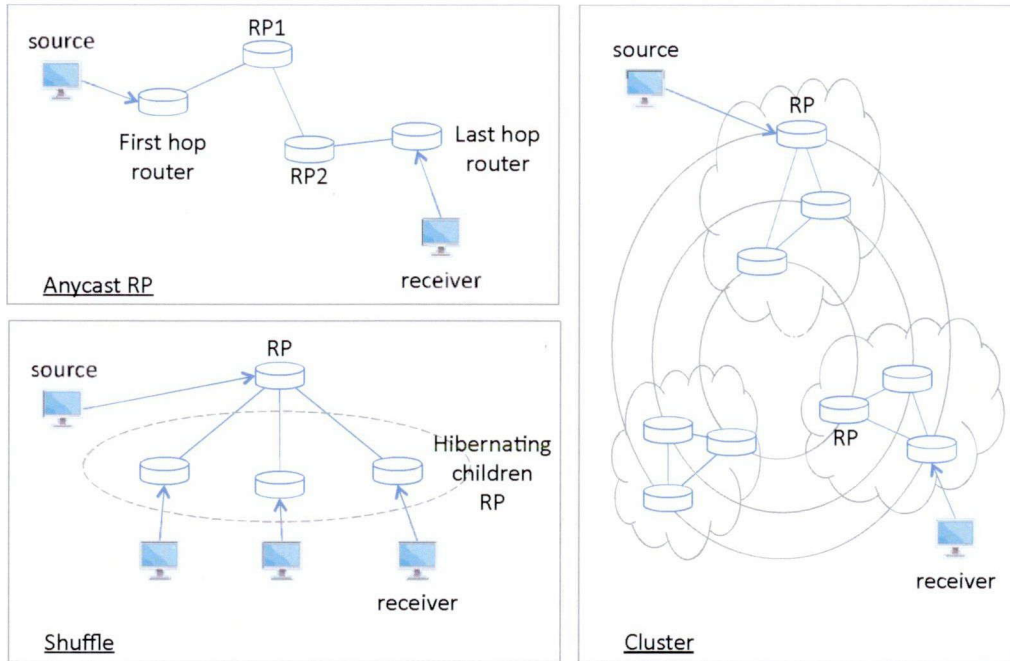 source
RP1
First hop
router
RP2
Last hop
router
receiver
Anycast RP
source
RP
Hibernating
children
RP
receiver
Shuffle
source
RP
RP
receiver
Cluster